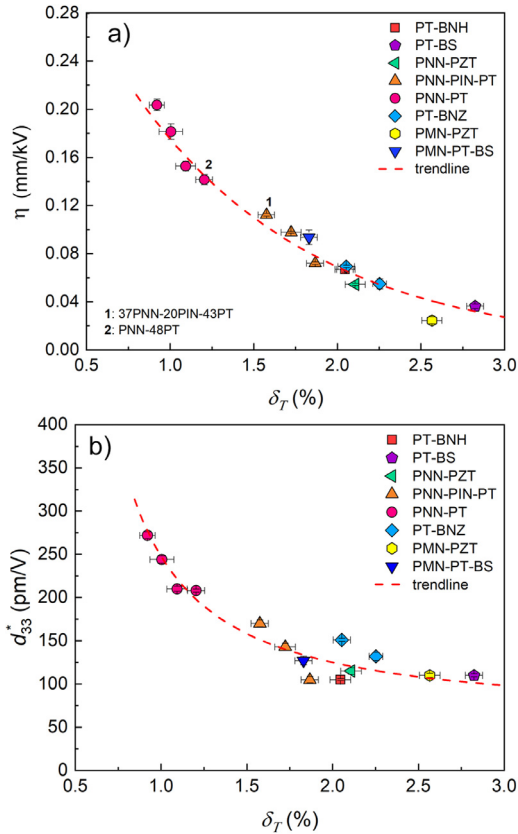 a)
0.28
0.24
0.20
0.16
0.12
0.08
0.04
0.00
η (mm/kV)
PT-BNH
PT-BS
PNN-PZT
PNN-PIN-PT
PNN-PT
PT-BNZ
PMN-PZT
PMN-PT-BS
trendline
2
1
1: 37PNN-20PIN-43PT
2: PNN-48PT
0.5 1.0 1.5 2.0 2.5 3.0
δT (%)
b)
400
350
300
250
200
150
100
50
0
d*33 (pm/V)
PT-BNH
PT-BS
PNN-PZT
PNN-PIN-PT
PNN-PT
PT-BNZ
PMN-PZT
PMN-PT-BS
trendline
0.5 1.0 1.5 2.0 2.5 3.0
δT (%)